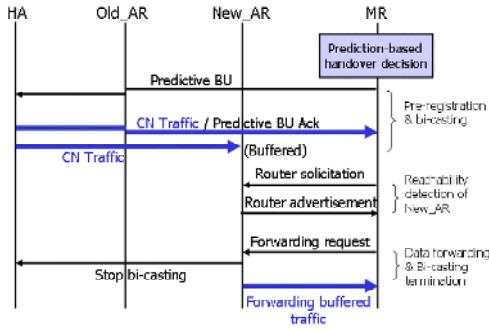 HA Old_AR New_AR MR
Prediction-based
handover decision
Predictive BU
Pre-registration
& bi-casting
CN Traffic / Predictive BU Ack
CN Traffic
(Buffered)
Router solicitation
Reachability
detection of
New_AR
Router advertisement
Forwarding request
Data forwarding
& Bi-casting
termination
Stop bi-casting
Forwarding buffered
traffic